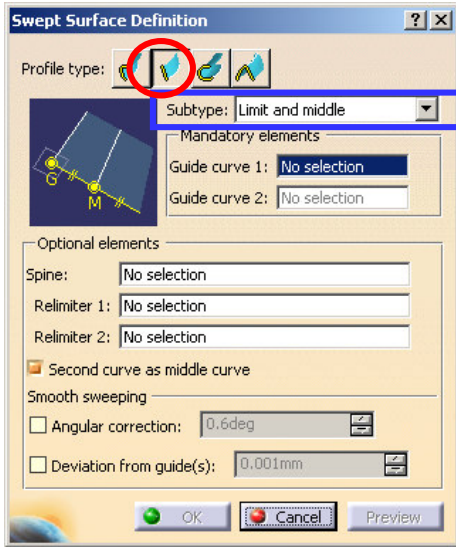 Swept Surface Definition
Profile type:
Subtype: Limit and middle
Mandatory elements
Guide curve 1: No selection
Guide curve 2: No selection
G
M
Optional elements
Spine: No selection
Relimiter 1: No selection
Relimiter 2: No selection
Second curve as middle curve
Smooth sweeping
Angular correction: 0.6deg
Deviation from guide(s): 0.001mm
OK Cancel Preview